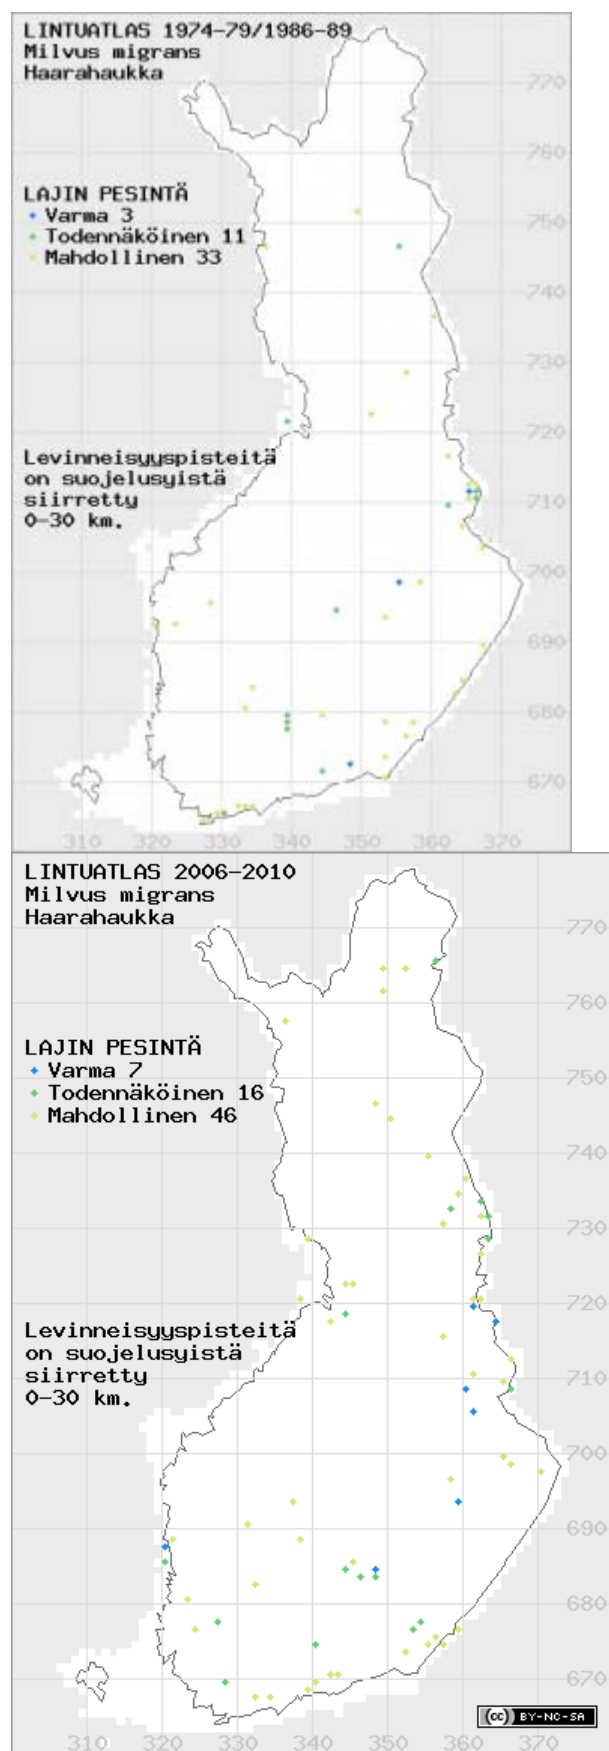 LINTUATLAS 1974-79/1986-89
Milvus migrans
Haarahaukka
770
760
LAJIN PESINTÄ
Varma 3
750
Todennäköinen 11
Mahdollinen 33
740
730
720
Levinneisyyspisteitä
on suojelusyistä
siirretty
710
0-30 km.
700
690
680
670
310 320 330 340 350 360 370
LINTUATLAS 2006-2010
Milvus migrans
Haarahaukka
770
760
LAJIN PESINTÄ
Varma 7
750
Todennäköinen 16
Mahdollinen 46
740
730
720
Levinneisyyspisteitä
on suojelusyistä
siirretty
710
0-30 km.
700
690
680
670
(cc) BY-NC-SA
310 320 330 340 350 360 370